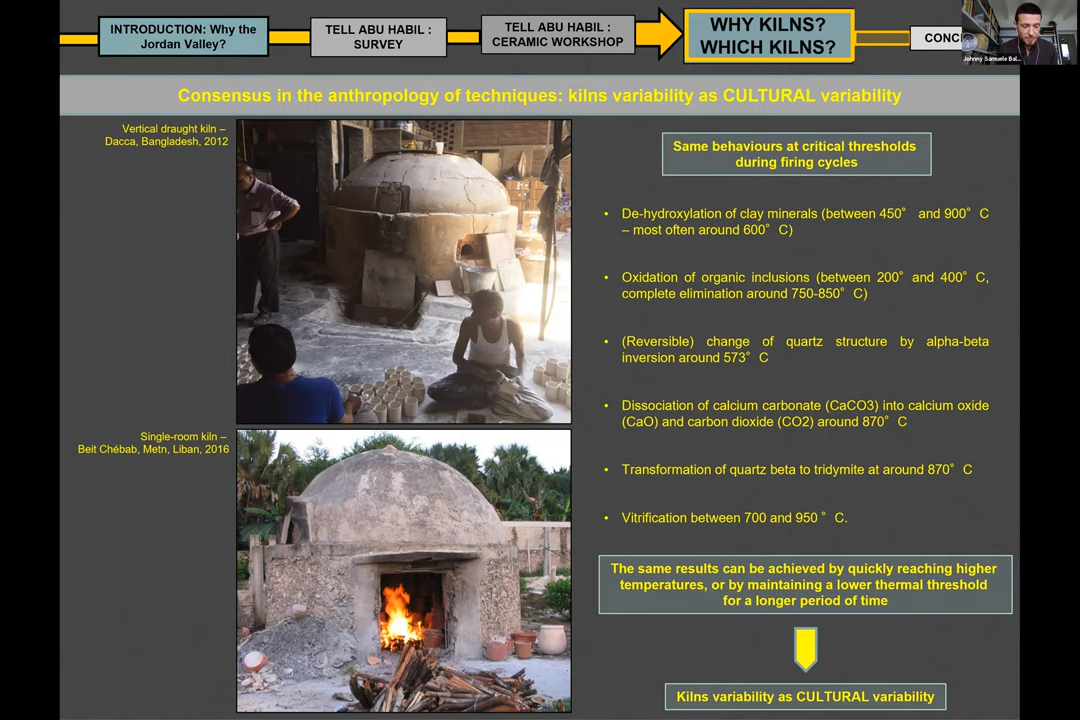 INTRODUCTION: Why the
Jordan Valley?
TELL ABU HABIL :
SURVEY
TELL ABU HABIL :
CERAMIC WORKSHOP
WHY KILNS?
WHICH KILNS?
CONC
Johnny Samuele Bal...
Consensus in the anthropology of techniques: kilns variability as CULTURAL variability
Vertical draught kiln –
Dacca, Bangladesh, 2012
Single-room kiln –
Beit Chébab, Metn, Liban, 2016
Same behaviours at critical thresholds
during firing cycles
• De-hydroxylation of clay minerals (between 450° and 900° C
– most often around 600° C)
• Oxidation of organic inclusions (between 200° and 400° C,
complete elimination around 750-850° C)
• (Reversible) change of quartz structure by alpha-beta
inversion around 573° C
• Dissociation of calcium carbonate (CaCO3) into calcium oxide
(CaO) and carbon dioxide (CO2) around 870° C
• Transformation of quartz beta to tridymite at around 870° C
• Vitrification between 700 and 950 ° C.
The same results can be achieved by quickly reaching higher
temperatures, or by maintaining a lower thermal threshold
for a longer period of time
Kilns variability as CULTURAL variability